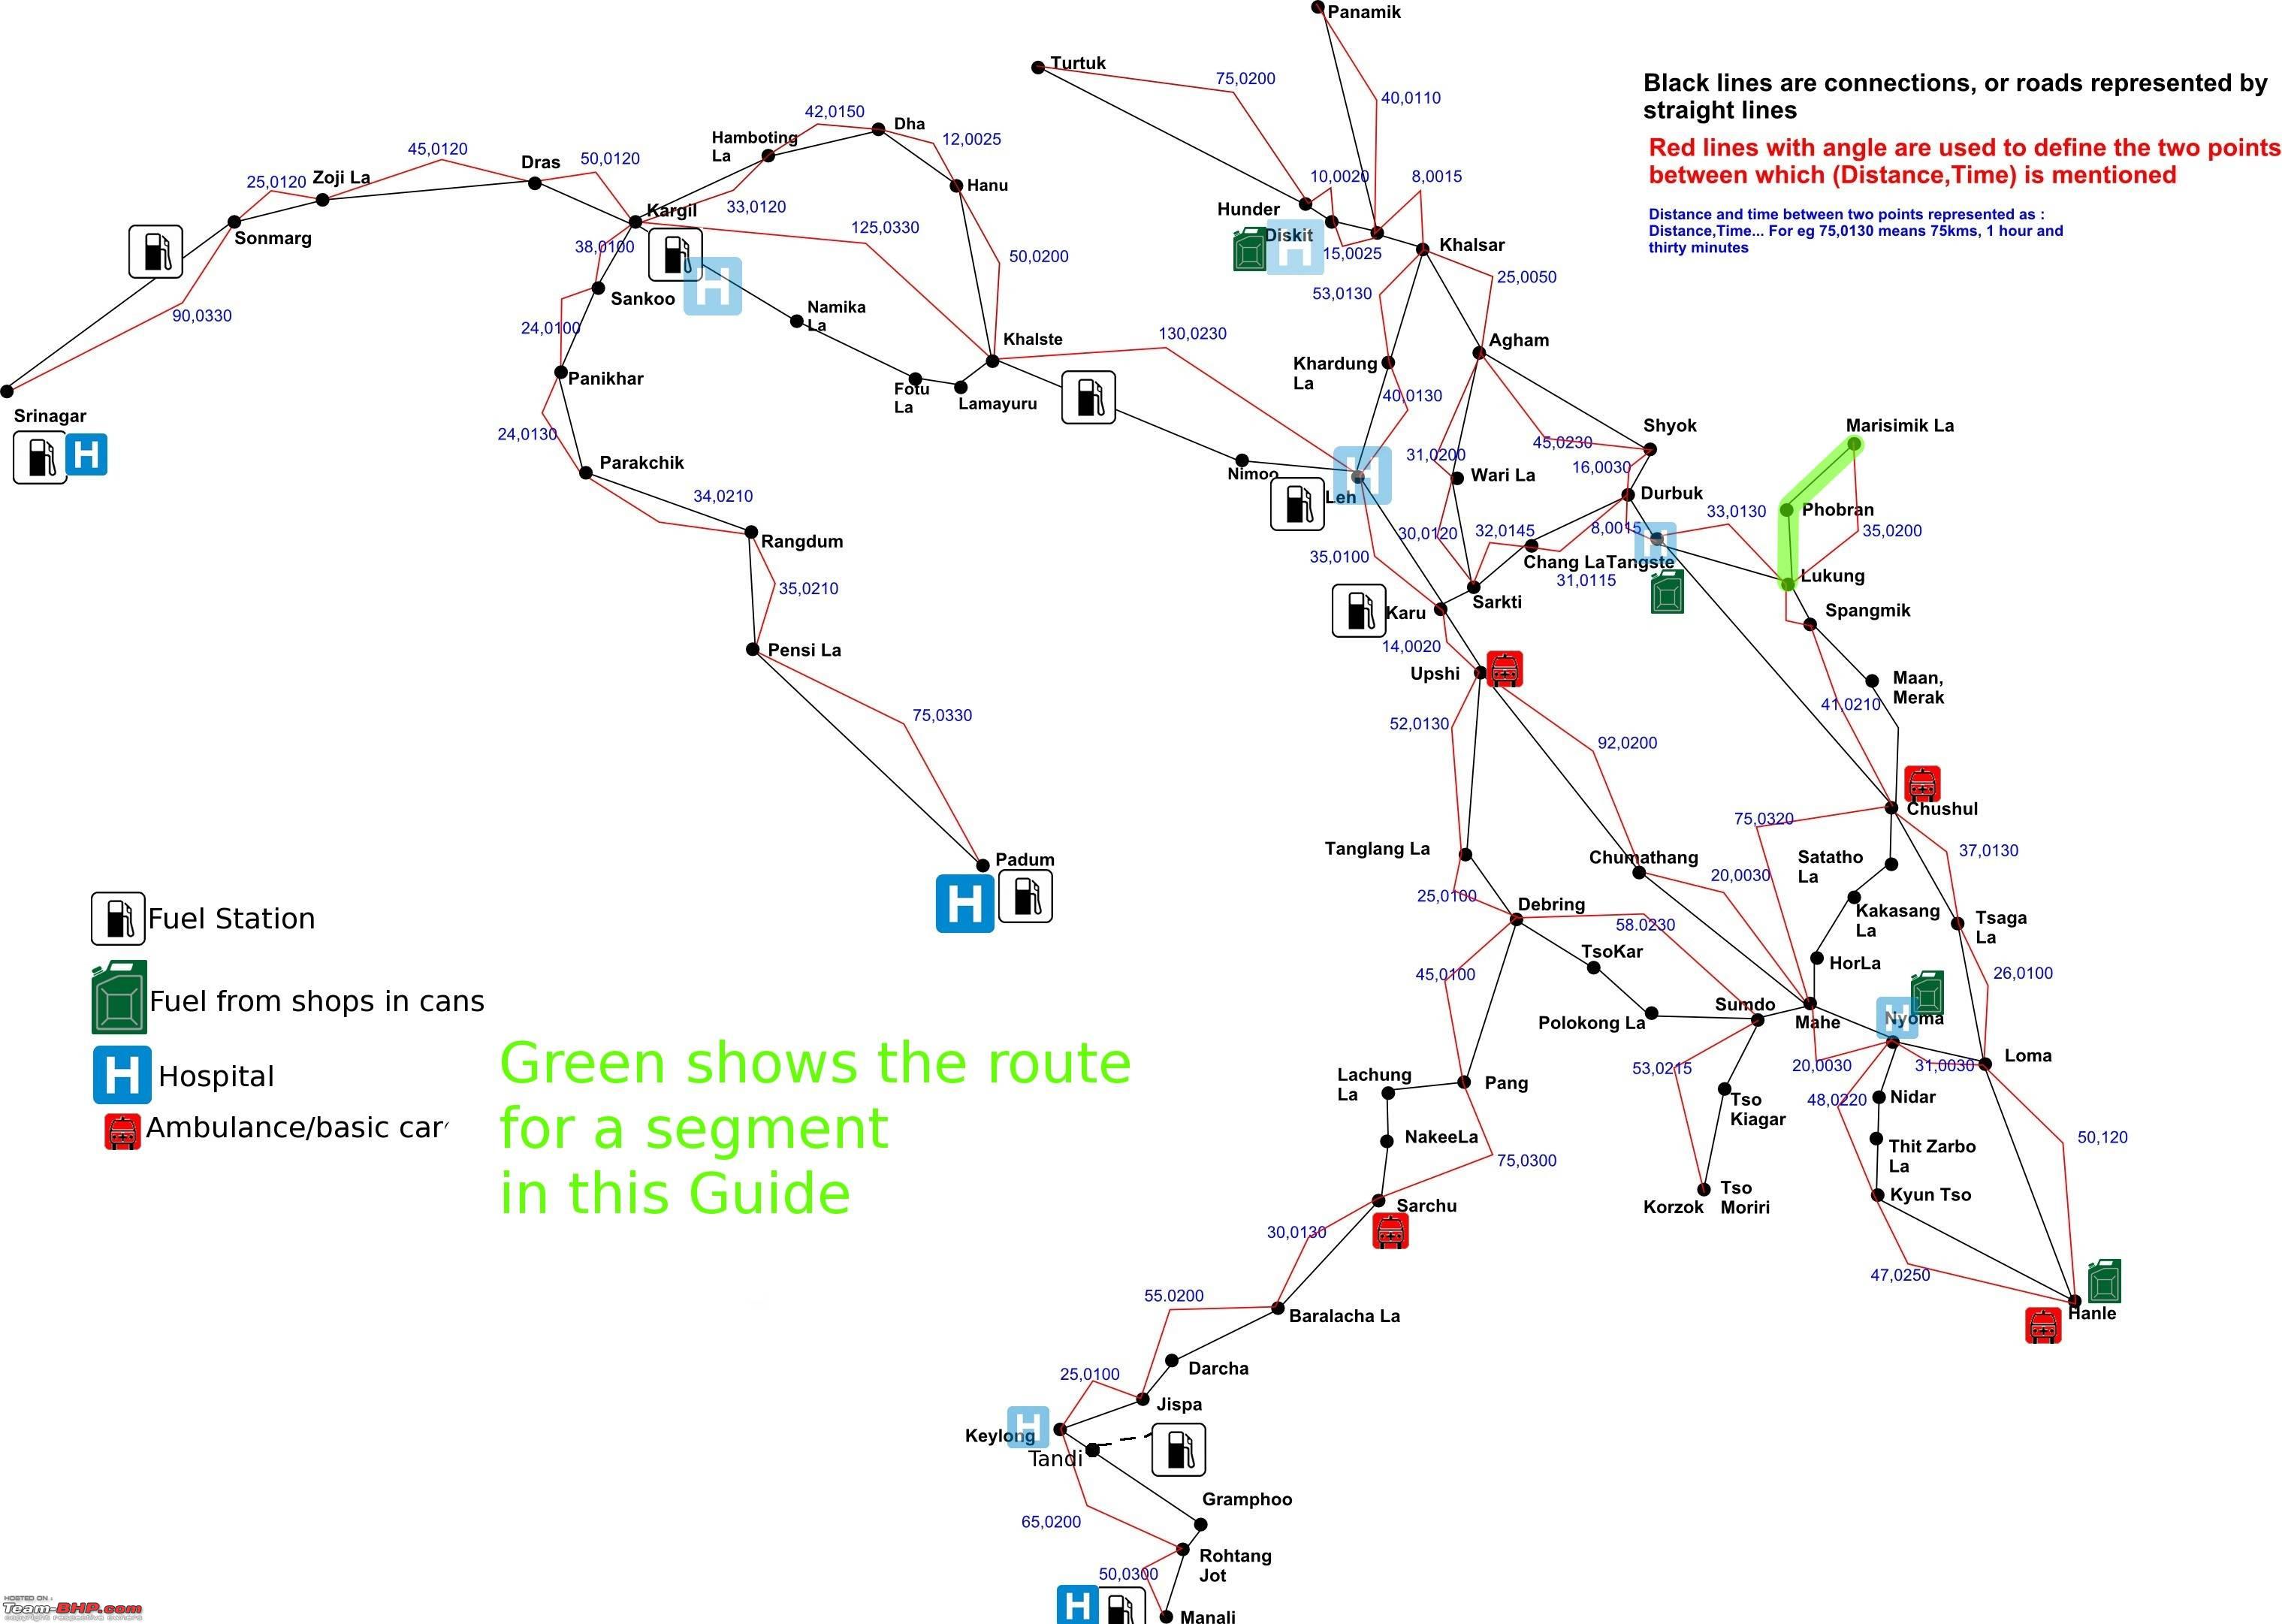 Panamik
Turtuk
75,0200
40,0110
Black lines are connections, or roads represented by
straight lines
Red lines with angle are used to define the two points
between which (Distance,Time) is mentioned
Distance and time between two points represented as :
Distance,Time... For eg 75,0130 means 75kms, 1 hour and
thirty minutes
42,0150
Dha
Hamboting
La
12,0025
45,0120
Dras
50,0120
Zoji La
25,0120
Hanu
10,0020
8,0015
Hunder
Diskit
Kargil
33,0120
125,0330
Sonmarg
38,0100
50,0200
15,0025
Khalsar
25,0050
53,0130
Sankoo
Namika
La
90,0330
24,0100
Khalste
130,0230
Agham
Khardung
La
Panikhar
Fotu
La
Lamayuru
40,0130
Srinagar
H
24,0130
Shyok
Marisimik La
45,0230
31,0200
16,0030
Parakchik
Nimoo
Leh
H
Wari La
Durbuk
34,0210
33,0130
Phobran
35,0200
Rangdum
30,0120
32,0145
8,0015
35,0100
Chang La
Tangste
31,0115
Lukung
35,0210
Karu
Sarkti
Spangmik
14,0020
Pensi La
Upshi
Maan,
Merak
41,0210
75,0330
52,0130
92,0200
Chushul
75,0320
Padum
H
Tanglang La
Chumathang
Satatho
La
37,0130
20,0030
25,0100
Debring
58.0230
Kakasang
La
Tsaga
La
Fuel Station
TsoKar
HorLa
45,0100
26,0100
Fuel from shops in cans
Polokong La
Sumdo
Mahe
Nyoma
H
H
Hospital
Ambulance/basic car
Green shows the route
for a segment
in this Guide
Lachung
La
Pang
53,0215
20,0030
31,0030
Loma
48,0220
Nidar
Tso
Kiagar
NakeeLa
75,0300
50,120
Thit Zarbo
La
Korzok
Tso
Moriri
Kyun Tso
Sarchu
30,0130
47,0250
55.0200
Baralacha La
Hanle
25,0100
Darcha
Jispa
H
Keylong
Tandi
Gramphoo
65,0200
Rohtang
Jot
50,0300
H
Manali
HOSTED ON :
Team-BHP.com
copyright respective owners